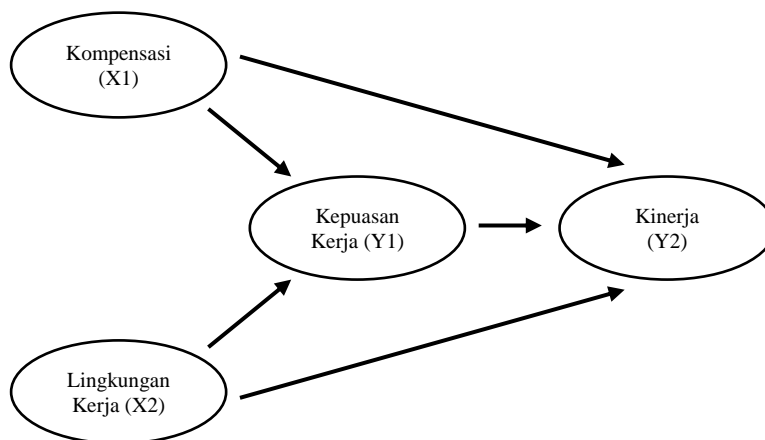 Kompensasi
(X1)
Kepuasan
Kerja (Y1)
Kinerja
(Y2)
Lingkungan
Kerja (X2)